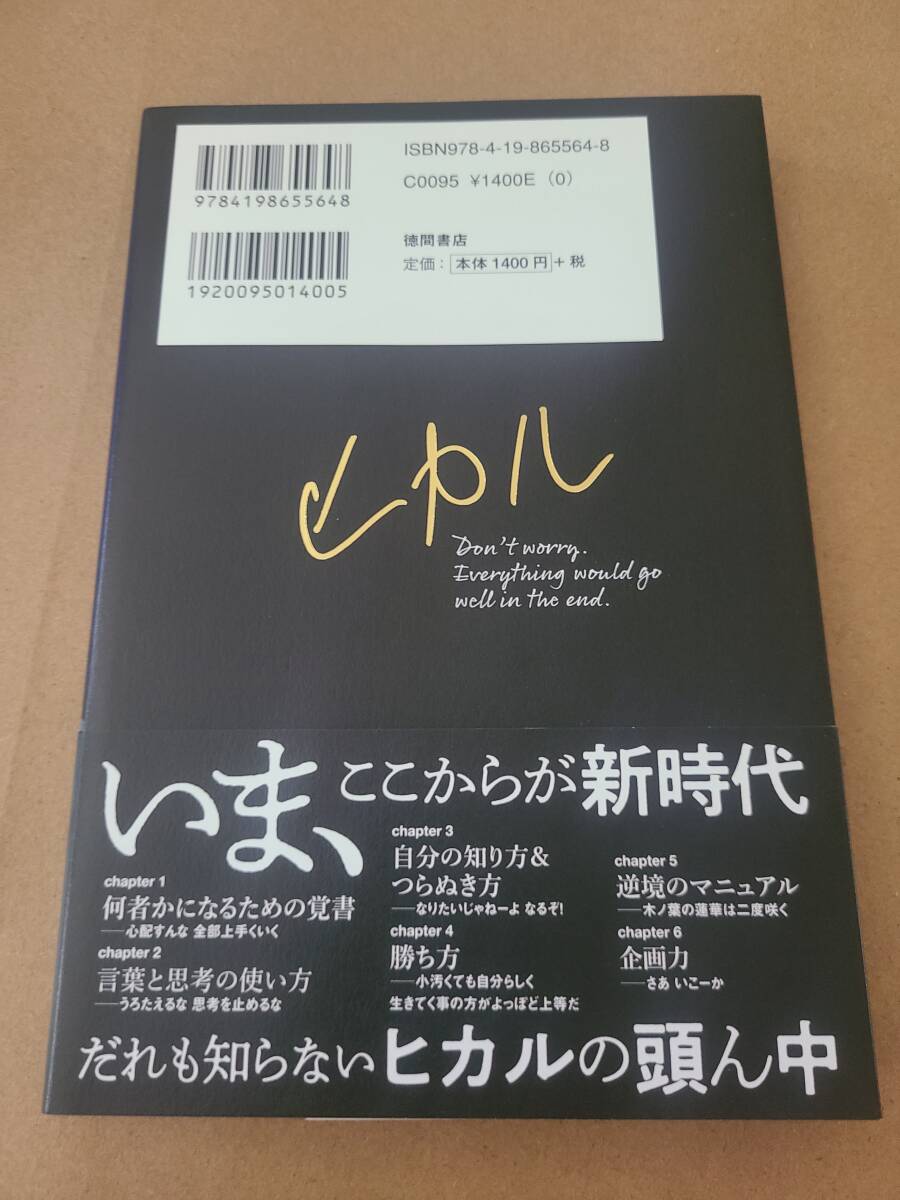 ISBN978-4-19-865564-8
C0095 ¥1400E (0)
9784198655648
徳間書店
定価：本体1400円+税
1920095014005
ヒカル
Don't worry.
Everything would go
well in the end.
いま、ここからが新時代
chapter 1
何者かになるための覚書
――心配すんな 全部上手くいく
chapter 2
言葉と思考の使い方
――うろたえるな 思考を止めるな
chapter 3
自分の知り方&
つらぬき方
――なりたいじゃねーよ なるぞ!
chapter 4
勝ち方
――小汚くても自分らしく
生きてく事の方がよっぽど上等だ
chapter 5
逆境のマニュアル
――木ノ葉の蓮華は二度咲く
chapter 6
企画力
――さあ いこーか
だれも知らないヒカルの頭ん中